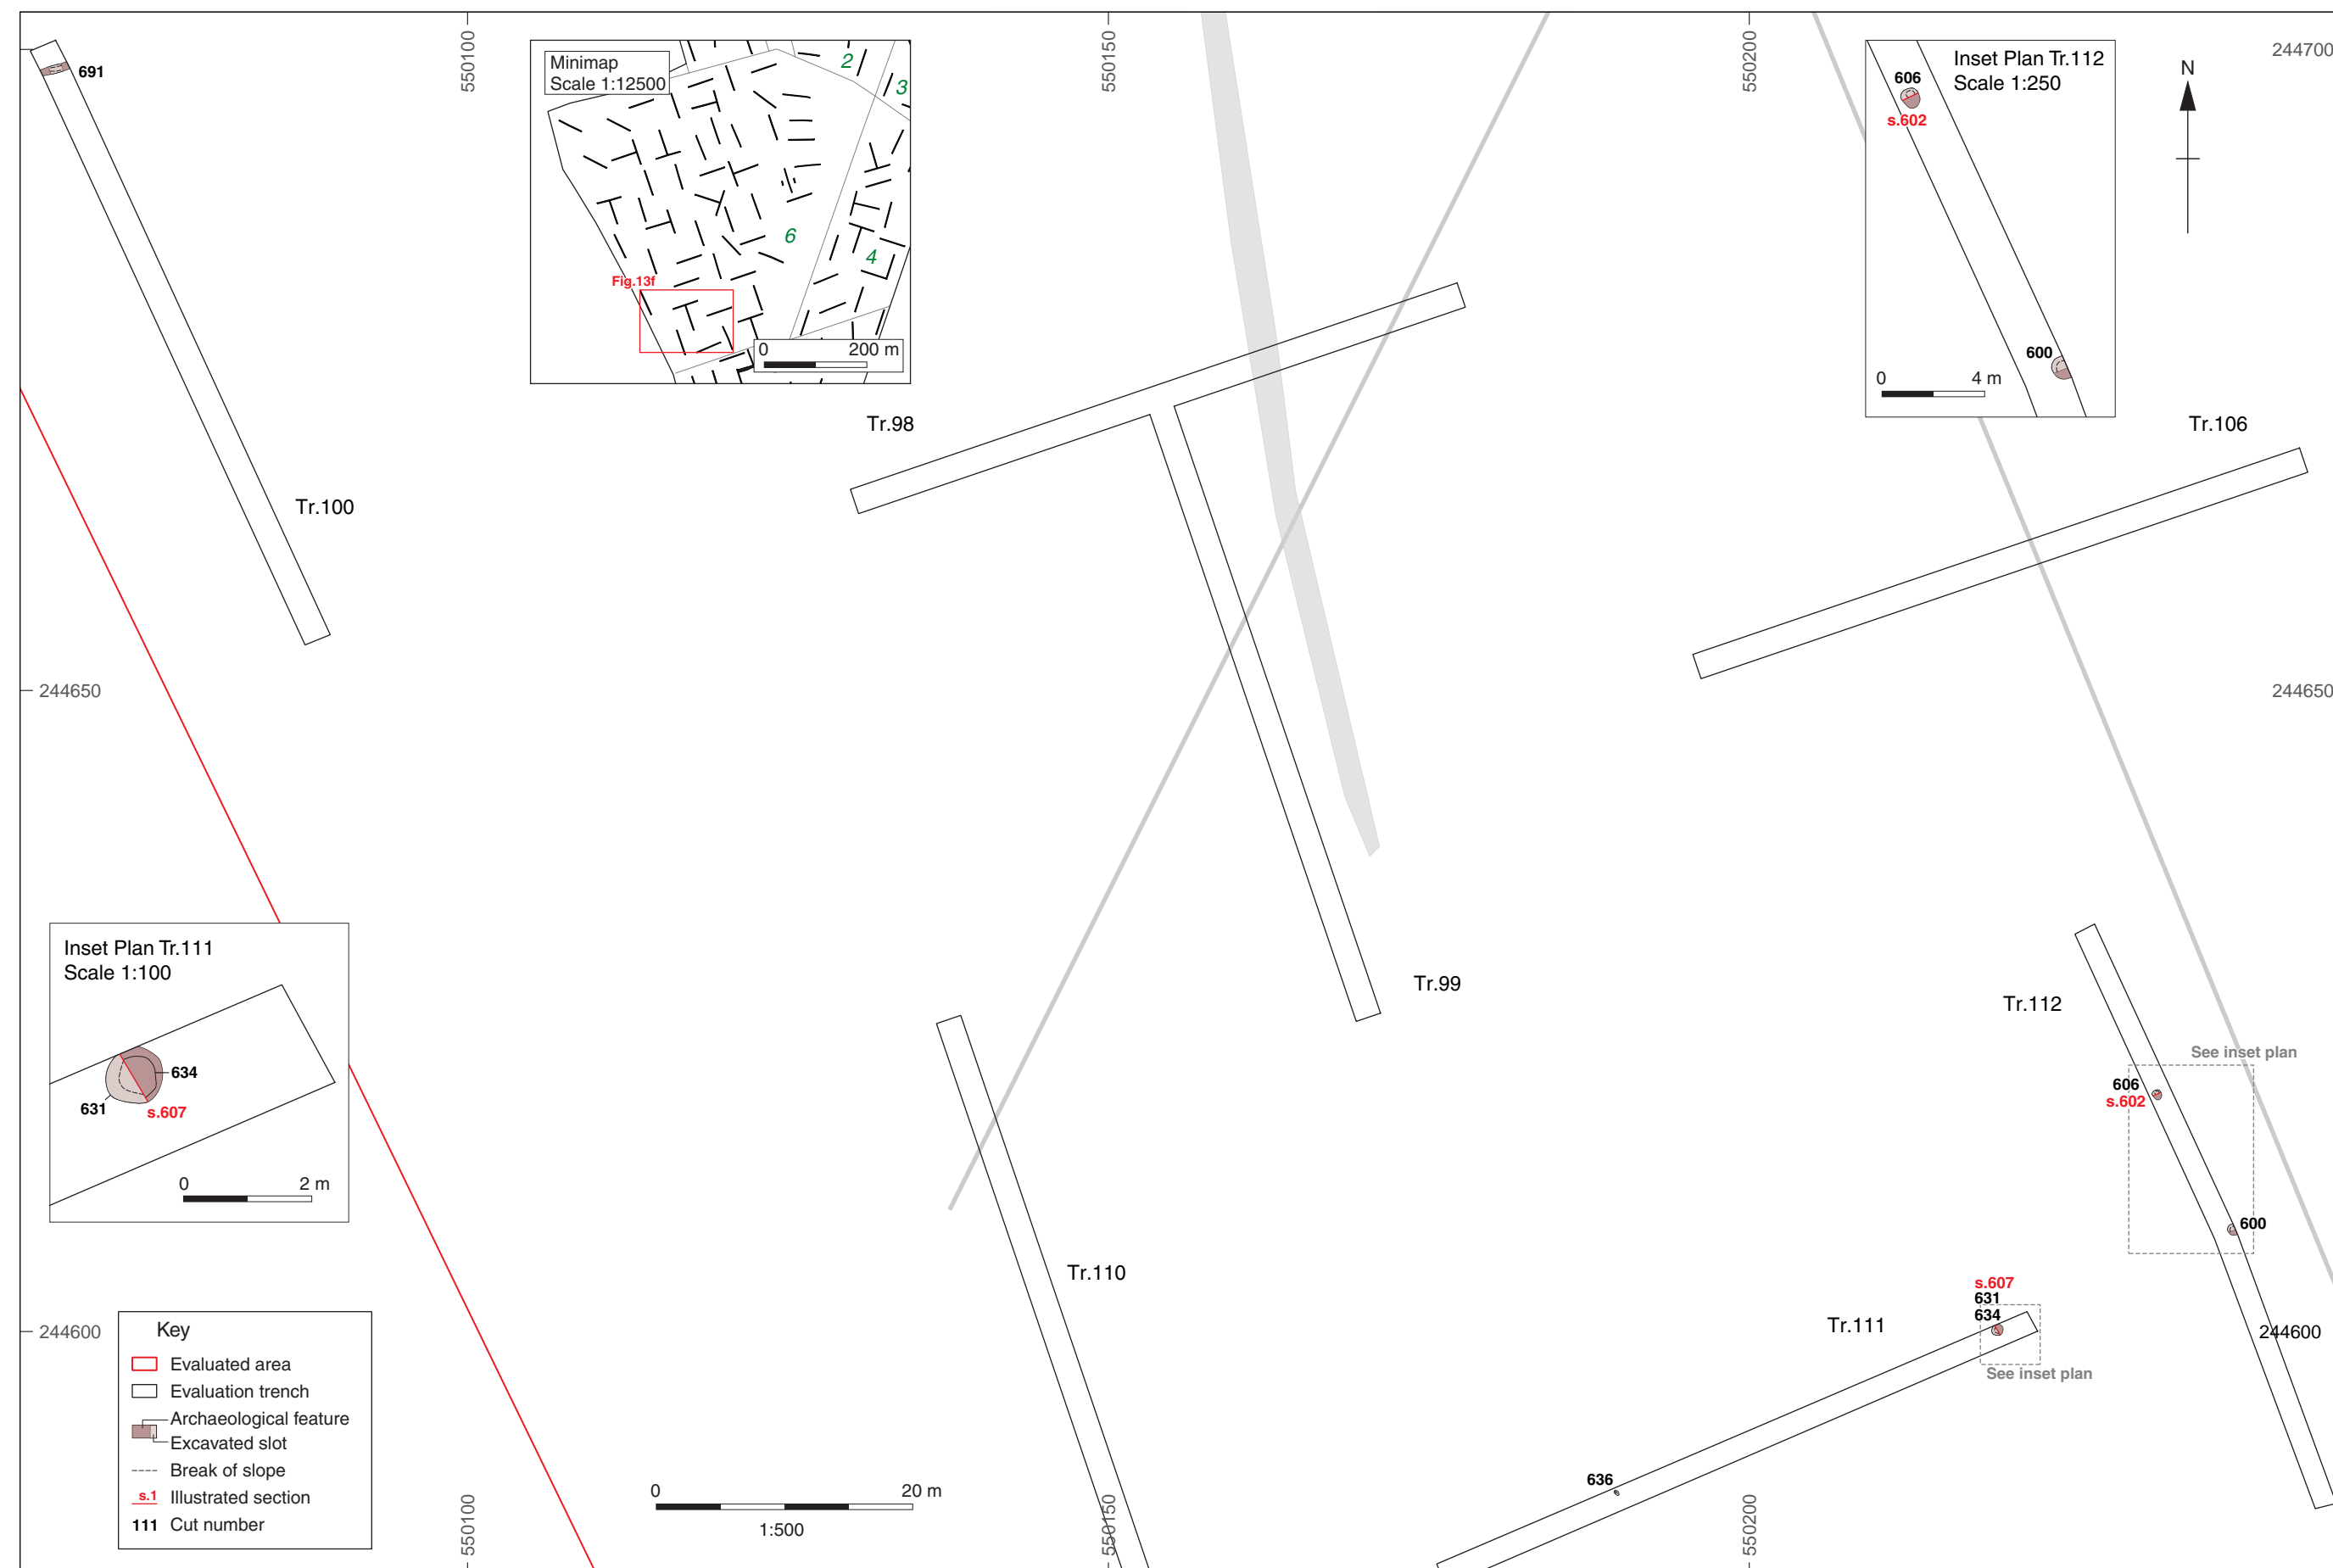 550100
550150
550200
244700
691
Minimap
Scale 1:12500
2
3
6
4
Fig.13f
0 200 m
Inset Plan Tr.112
Scale 1:250
606
s.602
600
0 4 m
N
Tr.98
Tr.106
Tr.100
244650
244650
Inset Plan Tr.111
Scale 1:100
634
631
s.607
0 2 m
Tr.99
Tr.112
See inset plan
606
s.602
600
Tr.110
s.607
631
634
Tr.111
See inset plan
244600
244600
Key
Evaluated area
Evaluation trench
Archaeological feature
Excavated slot
Break of slope
s.1 Illustrated section
111 Cut number
0 20 m
1:500
636
550100
550150
550200